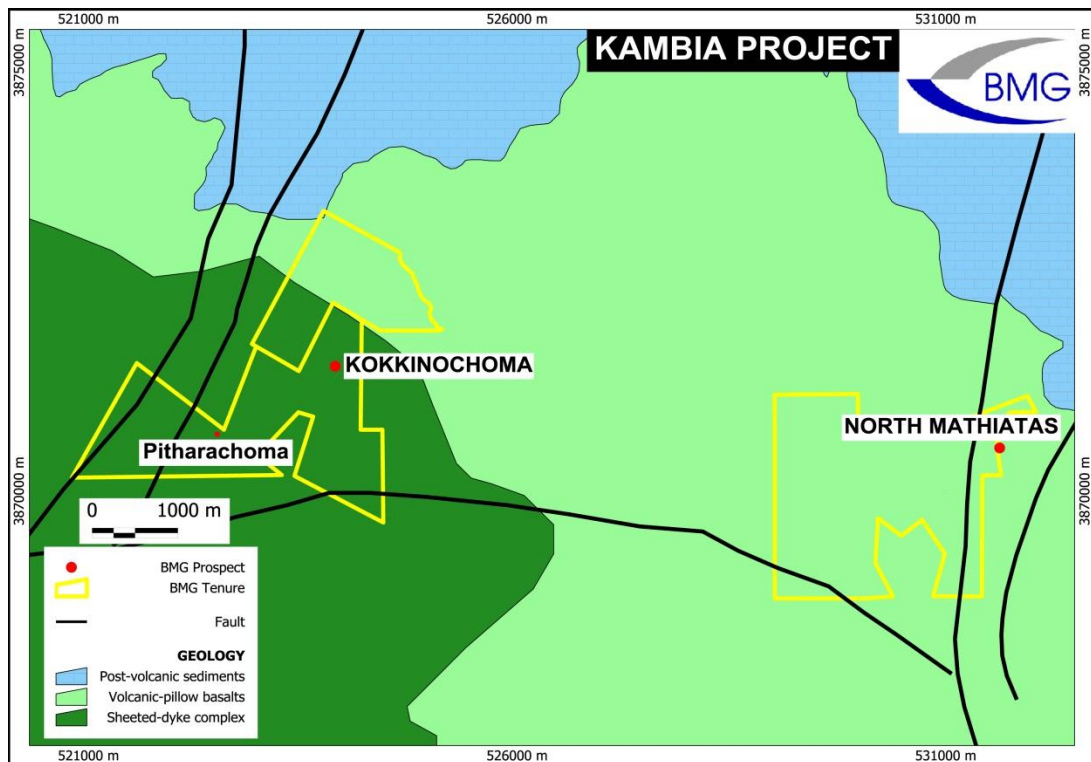 521000 m
526000 m
531000 m
3875000 m
KAMBIA PROJECT
BMG
3875000 m
KOKKINOCHOMA
NORTH MATHIATAS
Pitharachoma
3870000 m
3870000 m
0 1000 m
BMG Prospect
BMG Tenure
Fault
GEOLOGY
Post-volcanic sediments
Volcanic-pillow basalts
Sheeted-dyke complex
521000 m
526000 m
531000 m